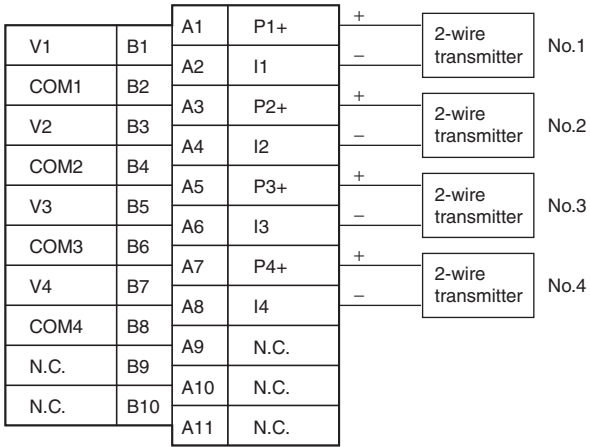 A1 P1+ +
V1 B1
2-wire
transmitter
No.1
A2 I1 −
COM1 B2
A3 P2+ +
V2 B3
2-wire
transmitter
No.2
A4 I2 −
COM2 B4
A5 P3+ +
V3 B5
2-wire
transmitter
No.3
A6 I3 −
COM3 B6
A7 P4+ +
V4 B7
2-wire
transmitter
No.4
A8 I4 −
COM4 B8
A9 N.C.
N.C. B9
A10 N.C.
N.C. B10
A11 N.C.